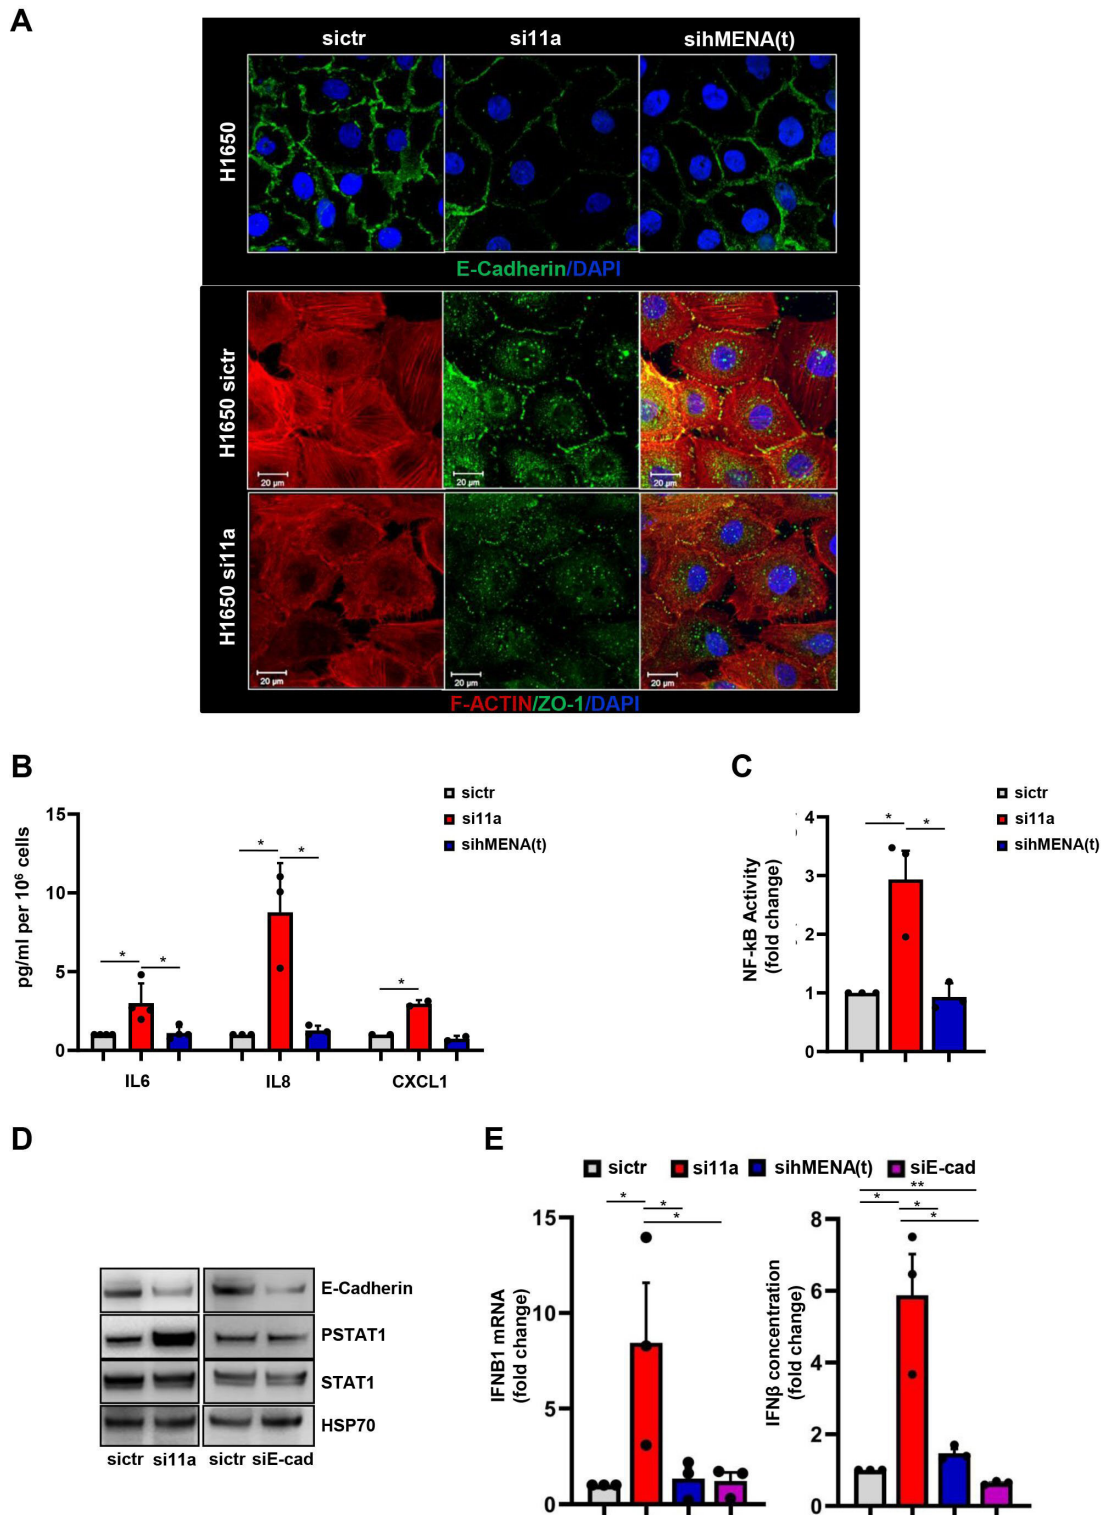 A
sictr si11a sihMENA(t)
H1650
E-Cadherin/DAPI
H1650 sictr
20 µm 20 µm 20 µm
H1650 si11a
20 µm 20 µm 20 µm
F-ACTIN/ZO-1/DAPI
B
sictr
si11a
sihMENA(t)
pg/ml per 10⁶ cells
15
10
5
0
* * * * *
IL6 IL8 CXCL1
C
sictr
si11a
sihMENA(t)
NF-kB Activity
(fold change)
4
3
2
1
0
* *
D
E-Cadherin
PSTAT1
STAT1
HSP70
sictr si11a sictr siE-cad
E
sictr si11a sihMENA(t) siE-cad
IFNB1 mRNA
(fold change)
15
10
5
0
* * *
IFNβ concentration
(fold change)
8
6
4
2
0
** * * *